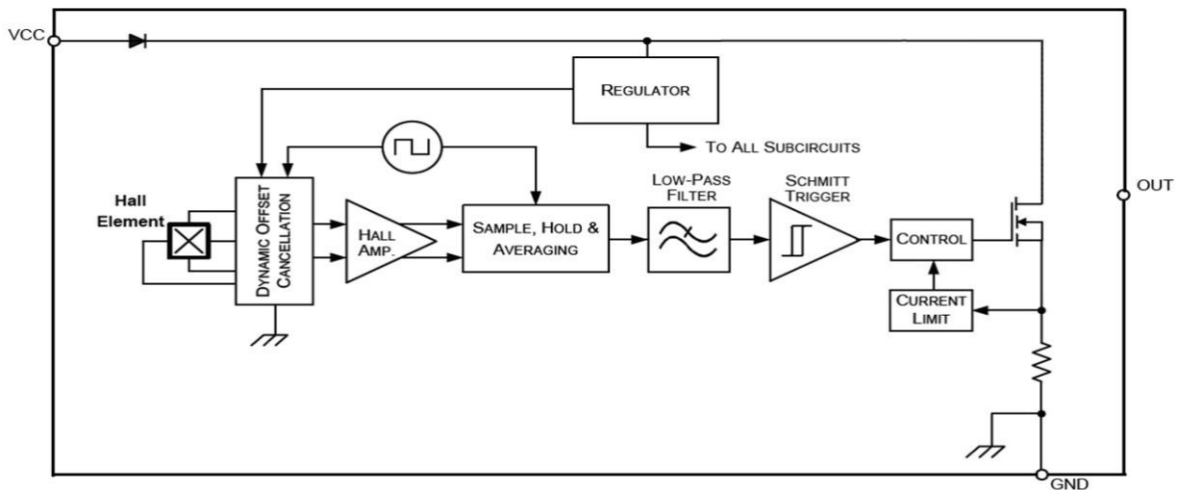 VCC
REGULATOR
TO ALL SUBCIRCUITS
OUT
Hall
Element
DYNAMIC OFFSET
CANCELLATION
HALL
AMP.
SAMPLE, HOLD &
AVERAGING
LOW-PASS
FILTER
SCHMITT
TRIGGER
CONTROL
CURRENT
LIMIT
GND